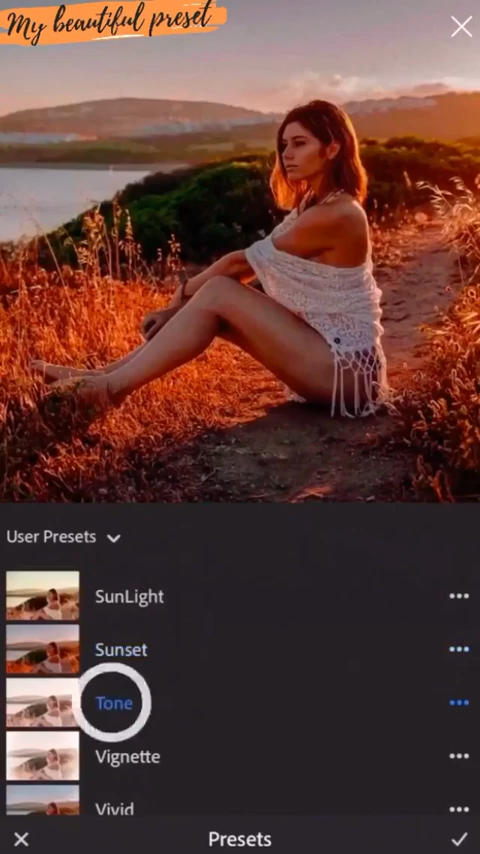 My beautiful preset
User Presets
SunLight
Sunset
Tone
Vignette
Vivid
Presets